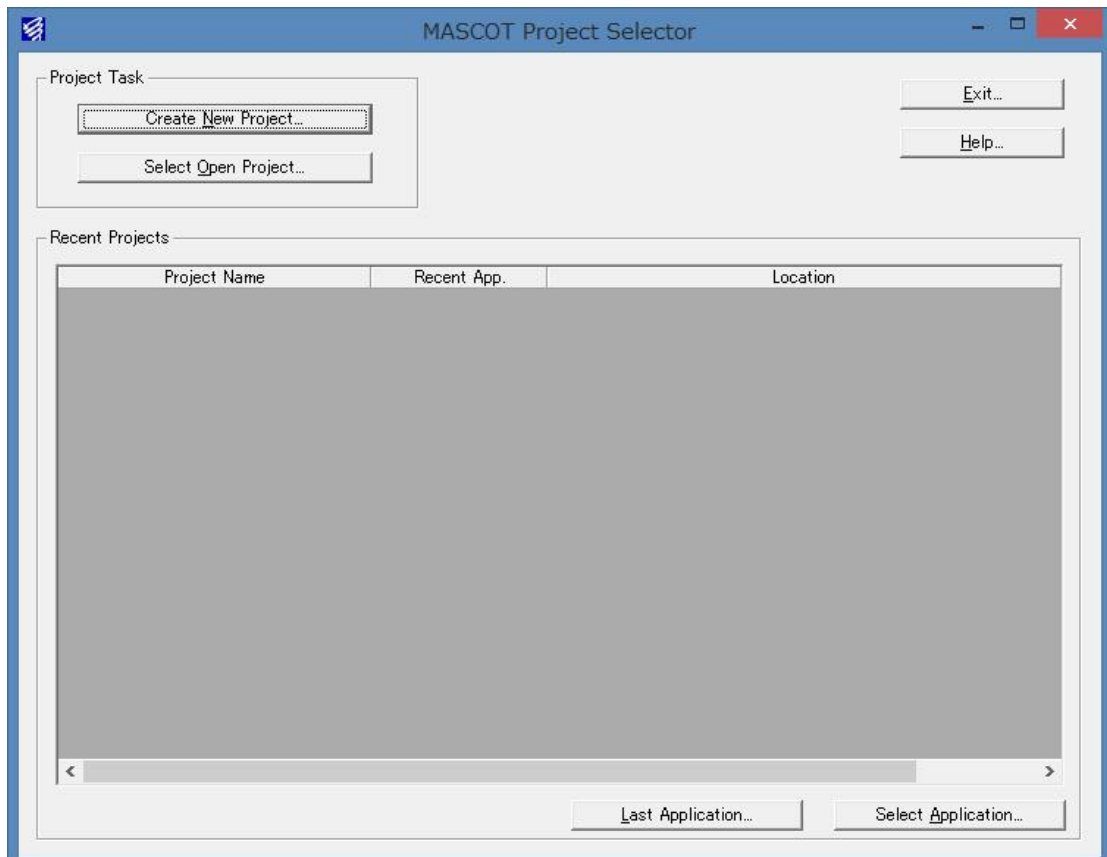 MASCOT Project Selector
Project Task
Create New Project...
Select Open Project...
Exit...
Help...
Recent Projects
Project Name Recent App. Location
Last Application... Select Application...